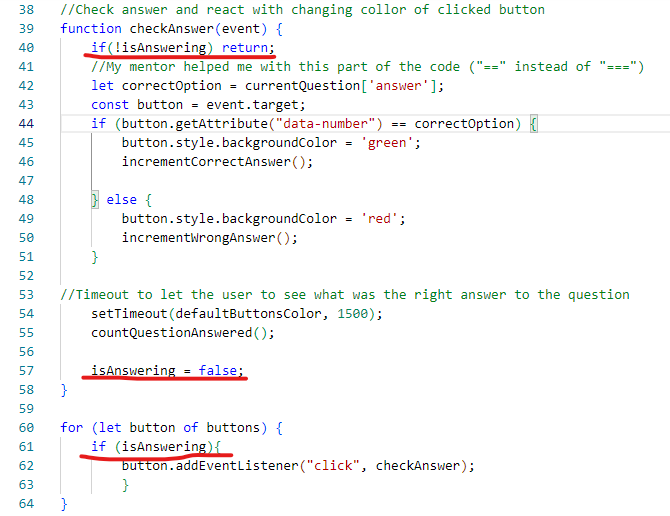 38 //Check answer and react with changing collor of clicked button
39 function checkAnswer(event) {
40     if(!isAnswering) return;
41     //My mentor helped me with this part of the code ("==" instead of "===")
42     let correctOption = currentQuestion['answer'];
43     const button = event.target;
44     if (button.getAttribute("data-number") == correctOption) {
45         button.style.backgroundColor = 'green';
46         incrementCorrectAnswer();
47
48     } else {
49         button.style.backgroundColor = 'red';
50         incrementWrongAnswer();
51     }
52
53 //Timeout to let the user to see what was the right answer to the question
54     setTimeout(defaultButtonsColor, 1500);
55     countQuestionAnswered();
56
57     isAnswering = false;
58 }
59
60 for (let button of buttons) {
61     if (isAnswering){
62         button.addEventListener("click", checkAnswer);
63         }
64 }